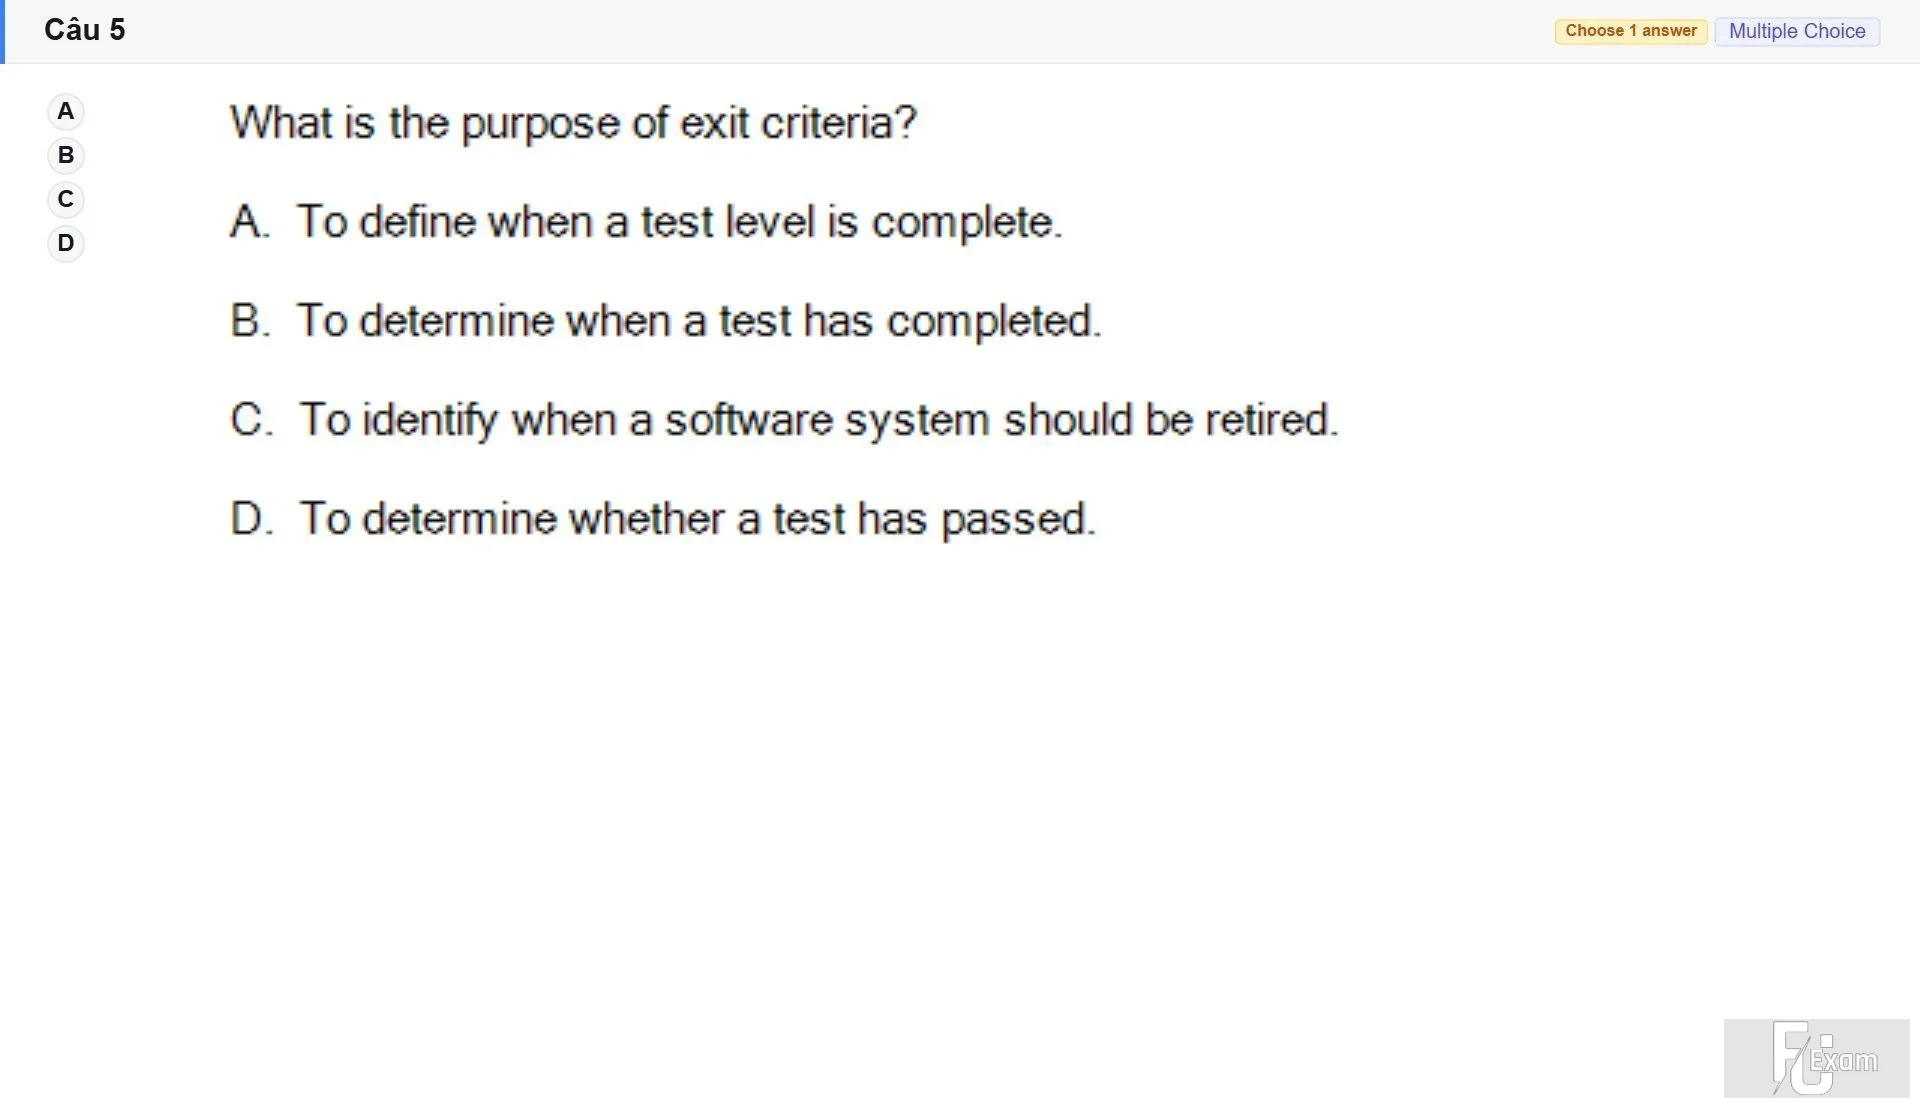 Câu 5
Choose 1 answer
Multiple Choice
A
B
C
D
What is the purpose of exit criteria?
A. To define when a test level is complete.
B. To determine when a test has completed.
C. To identify when a software system should be retired.
D. To determine whether a test has passed.
FU Exam